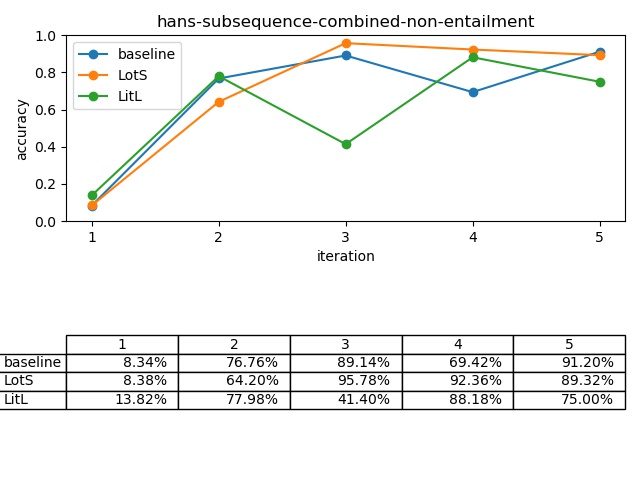 hans-subsequence-combined-non-entailment
1.0
0.8
0.6
0.4
0.2
0.0
accuracy
baseline
LotS
LitL
1 2 3 4 5
iteration
1 2 3 4 5
baseline 8.34% 76.76% 89.14% 69.42% 91.20%
LotS 8.38% 64.20% 95.78% 92.36% 89.32%
LitL 13.82% 77.98% 41.40% 88.18% 75.00%